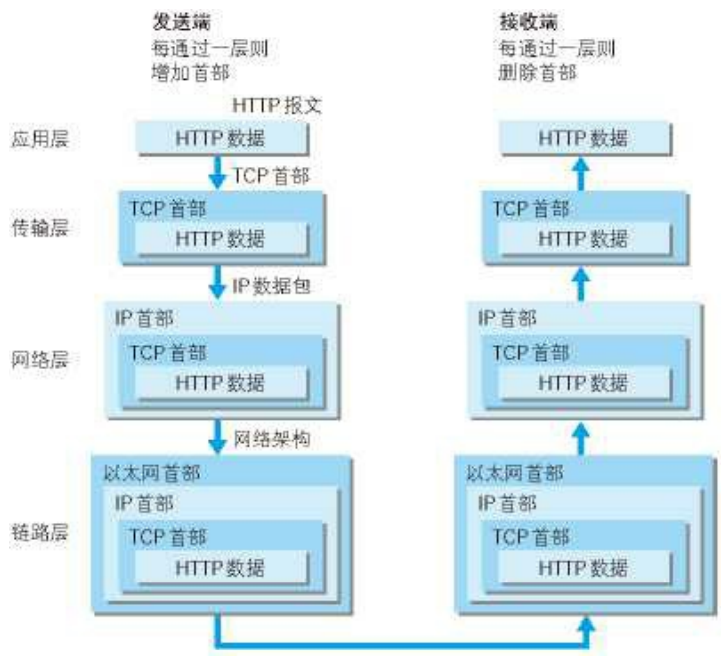 发送端
每通过一层则
增加首部
接收端
每通过一层则
删除首部
HTTP 报文
应用层
HTTP 数据
HTTP 数据
TCP 首部
传输层
TCP 首部
HTTP 数据
TCP 首部
HTTP 数据
IP 数据包
网络层
IP 首部
TCP 首部
HTTP 数据
IP 首部
TCP 首部
HTTP 数据
网络架构
链路层
以太网首部
IP 首部
TCP 首部
HTTP 数据
以太网首部
IP 首部
TCP 首部
HTTP 数据